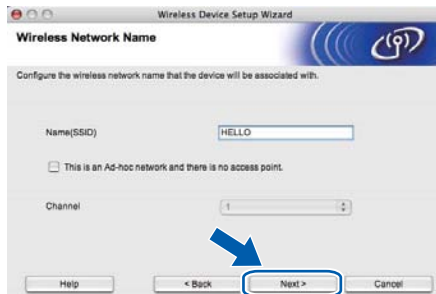 Wireless Device Setup Wizard
Wireless Network Name
Configure the wireless network name that the device will be associated with.
Name(SSID)
HELLO
This is an Ad-hoc network and there is no access point.
Channel
1
Help
< Back
Next >
Cancel